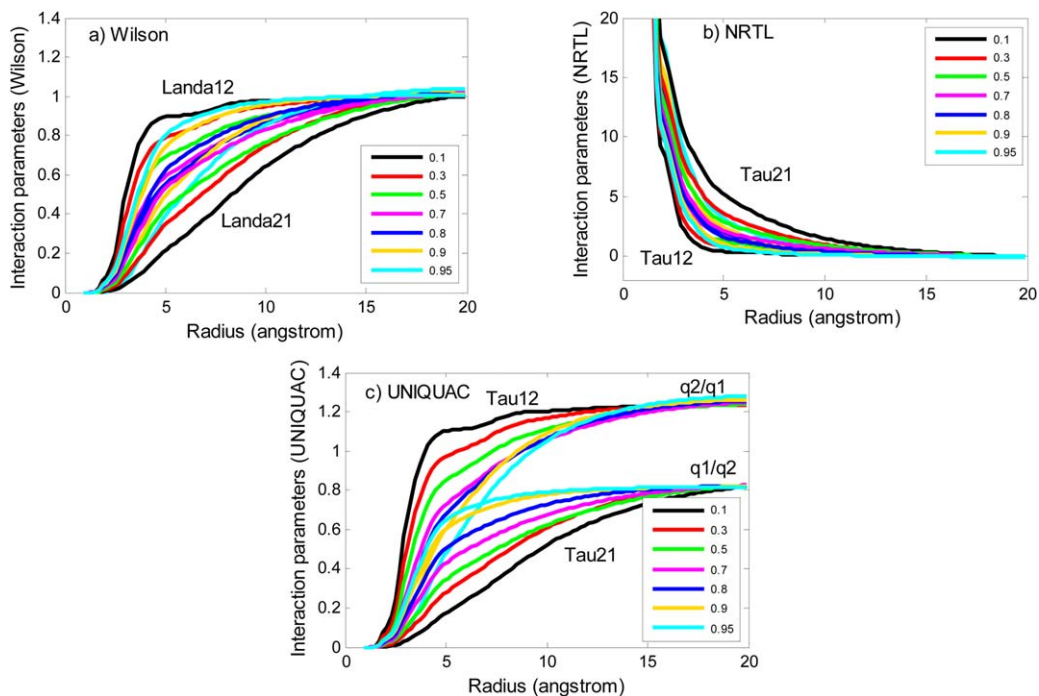 a) Wilson
Interaction parameters (Wilson)
1.4
1.2
1
0.8
0.6
0.4
0.2
0
Landa12
Landa21
0.1
0.3
0.5
0.7
0.8
0.9
0.95
0 5 10 15 20
Radius (angstrom)
b) NRTL
Interaction parameters (NRTL)
20
15
10
5
0
Tau21
Tau12
0.1
0.3
0.5
0.7
0.8
0.9
0.95
0 5 10 15 20
Radius (angstrom)
c) UNIQUAC
Interaction parameters (UNIQUAC)
1.4
1.2
1
0.8
0.6
0.4
0.2
0
Tau12
q2/q1
q1/q2
Tau21
0.1
0.3
0.5
0.7
0.8
0.9
0.95
0 5 10 15 20
Radius (angstrom)